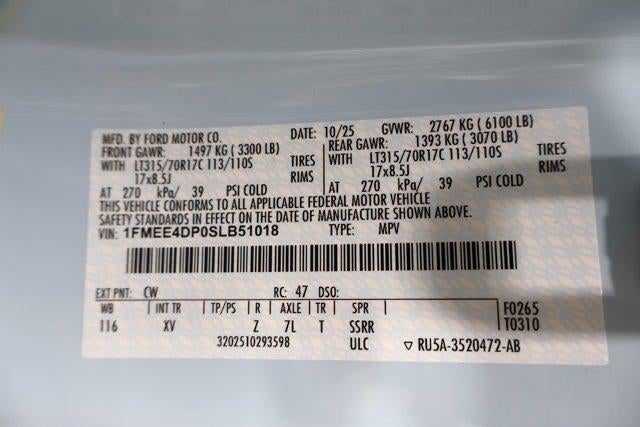 MFD. BY FORD MOTOR CO. DATE: 10/25 GVWR: 2767 KG ( 6100 LB)
FRONT GAWR: 1497 KG ( 3300 LB) REAR GAWR: 1393 KG ( 3070 LB)
WITH LT315/70R17C 113/110S TIRES WITH LT315/70R17C 113/110S TIRES
17x8.5J 17x8.5J
AT 270 kPa/ 39 PSI COLD AT 270 kPa/ 39 PSI COLD
THIS VEHICLE CONFORMS TO ALL APPLICABLE FEDERAL MOTOR VEHICLE
SAFETY STANDARDS IN EFFECT ON THE DATE OF MANUFACTURE SHOWN ABOVE.
VIN: 1FMEE4DP0SLB51018 TYPE: MPV
EXT PNT: CW RC: 47 DSO:
WB INT TR TP/PS R AXLE TR SPR F0265
116 XV Z 7L T SSRR T0310
3202510293598 ULC ▽ RU5A-3520472-AB